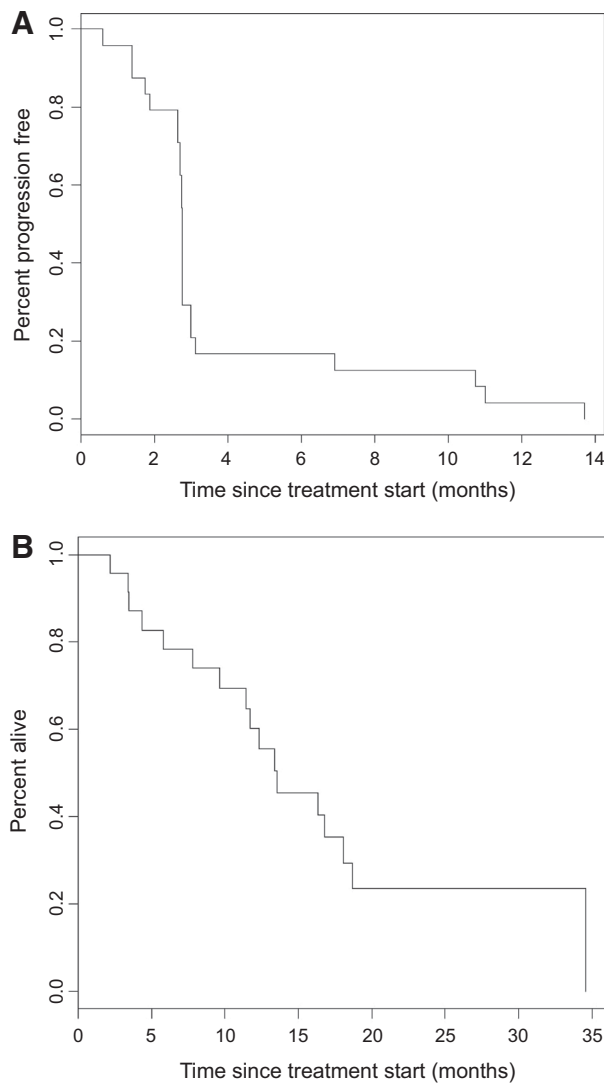 A
Percent progression free
1.0
0.8
0.6
0.4
0.2
0.0
0 2 4 6 8 10 12 14
Time since treatment start (months)
B
Percent alive
1.0
0.8
0.6
0.4
0.2
0.0
0 5 10 15 20 25 30 35
Time since treatment start (months)